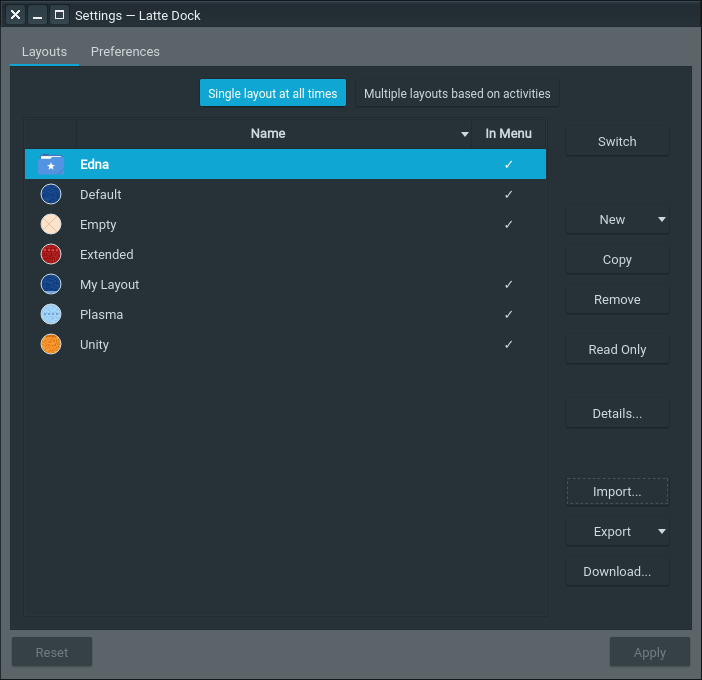 Settings — Latte Dock
Layouts Preferences
Single layout at all times Multiple layouts based on activities
Name In Menu
Edna ✓
Default ✓
Empty ✓
Extended
My Layout ✓
Plasma ✓
Unity ✓
Switch
New
Copy
Remove
Read Only
Details...
Import...
Export
Download...
Reset Apply